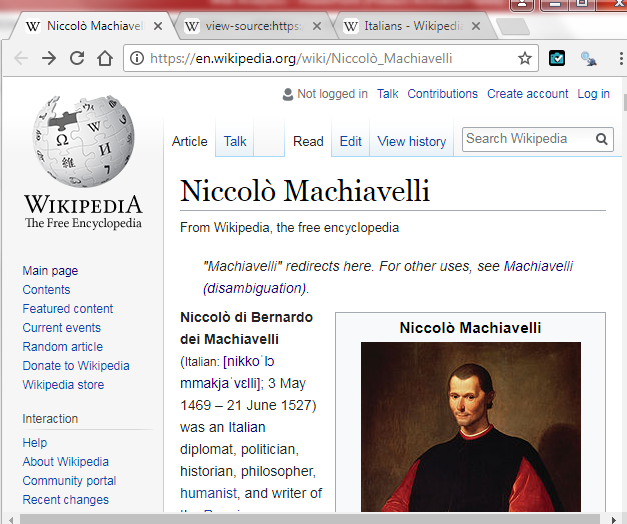 Niccolò Machiavel
view-source:https:
Italians - Wikipedi
https://en.wikipedia.org/wiki/Niccolò_Machiavelli
Not logged in Talk Contributions Create account Log in
Article Talk Read Edit View history Search Wikipedia
WIKIPEDIA
The Free Encyclopedia
Main page
Contents
Featured content
Current events
Random article
Donate to Wikipedia
Wikipedia store
Interaction
Help
About Wikipedia
Community portal
Recent changes
Niccolò Machiavelli
From Wikipedia, the free encyclopedia
"Machiavelli" redirects here. For other uses, see Machiavelli
(disambiguation).
Niccolò di Bernardo
dei Machiavelli
(Italian: [nikkoˈlɔ
mmakjaˈvɛlli]; 3 May
1469 – 21 June 1527)
was an Italian
diplomat, politician,
historian, philosopher,
humanist, and writer
of the
Niccolò Machiavelli